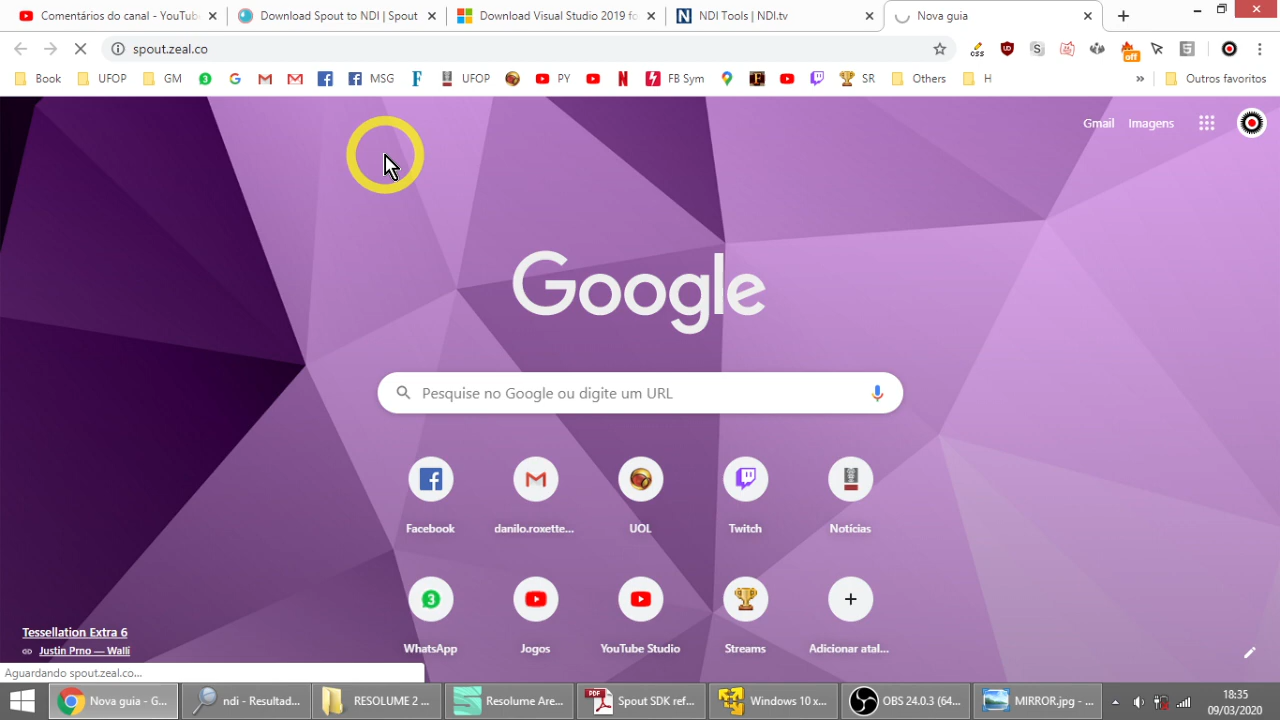 Comentários do canal - YouTub
Download Spout to NDI | Spout
Download Visual Studio 2019 fo
NDI Tools | NDI.tv
Nova guia
spout.zeal.co
Book
UFOP
GM
MSG
UFOP
PY
FB Sym
SR
Others
H
»
Outros favoritos
off
Gmail
Imagens
Google
Pesquise no Google ou digite um URL
Facebook
danilo.roxette...
UOL
Twitch
Notícias
WhatsApp
Jogos
YouTube Studio
Streams
Adicionar atal...
Tessellation Extra 6
Justin Prno — Walli
Aguardando spout.zeal.co...
Nova guia - G...
ndi - Resultad...
RESOLUME 2 ...
Resolume Are...
Spout SDK ref...
Windows 10 x...
OBS 24.0.3 (64...
MIRROR.jpg - ...
18:35
09/03/2020